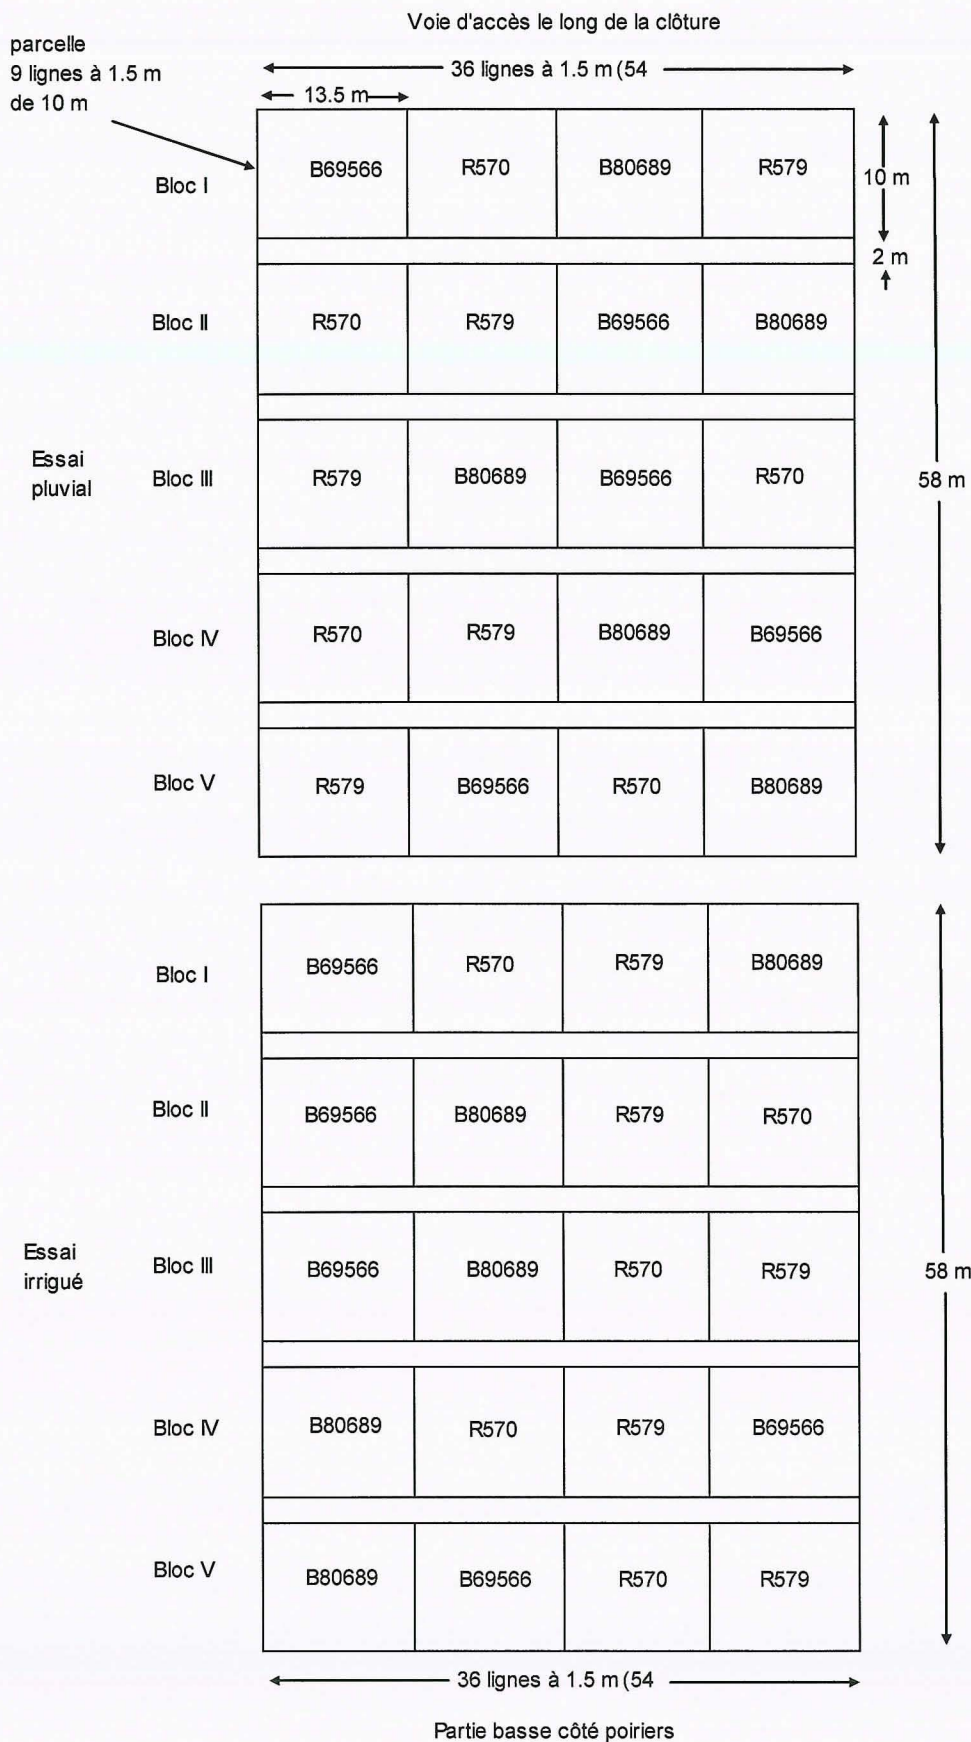 Voie d'accès le long de la clôture
parcelle
9 lignes à 1.5 m
de 10 m
36 lignes à 1.5 m (54
13.5 m
Bloc I
B69566 R570 B80689 R579
10 m
2 m
Bloc II
R570 R579 B69566 B80689
Essai
pluvial
Bloc III
R579 B80689 B69566 R570
58 m
Bloc IV
R570 R579 B80689 B69566
Bloc V
R579 B69566 R570 B80689
Bloc I
B69566 R570 R579 B80689
Bloc II
B69566 B80689 R579 R570
Essai
irrigué
Bloc III
B69566 B80689 R570 R579
58 m
Bloc IV
B80689 R570 R579 B69566
Bloc V
B80689 B69566 R570 R579
36 lignes à 1.5 m (54
Partie basse côté poiriers